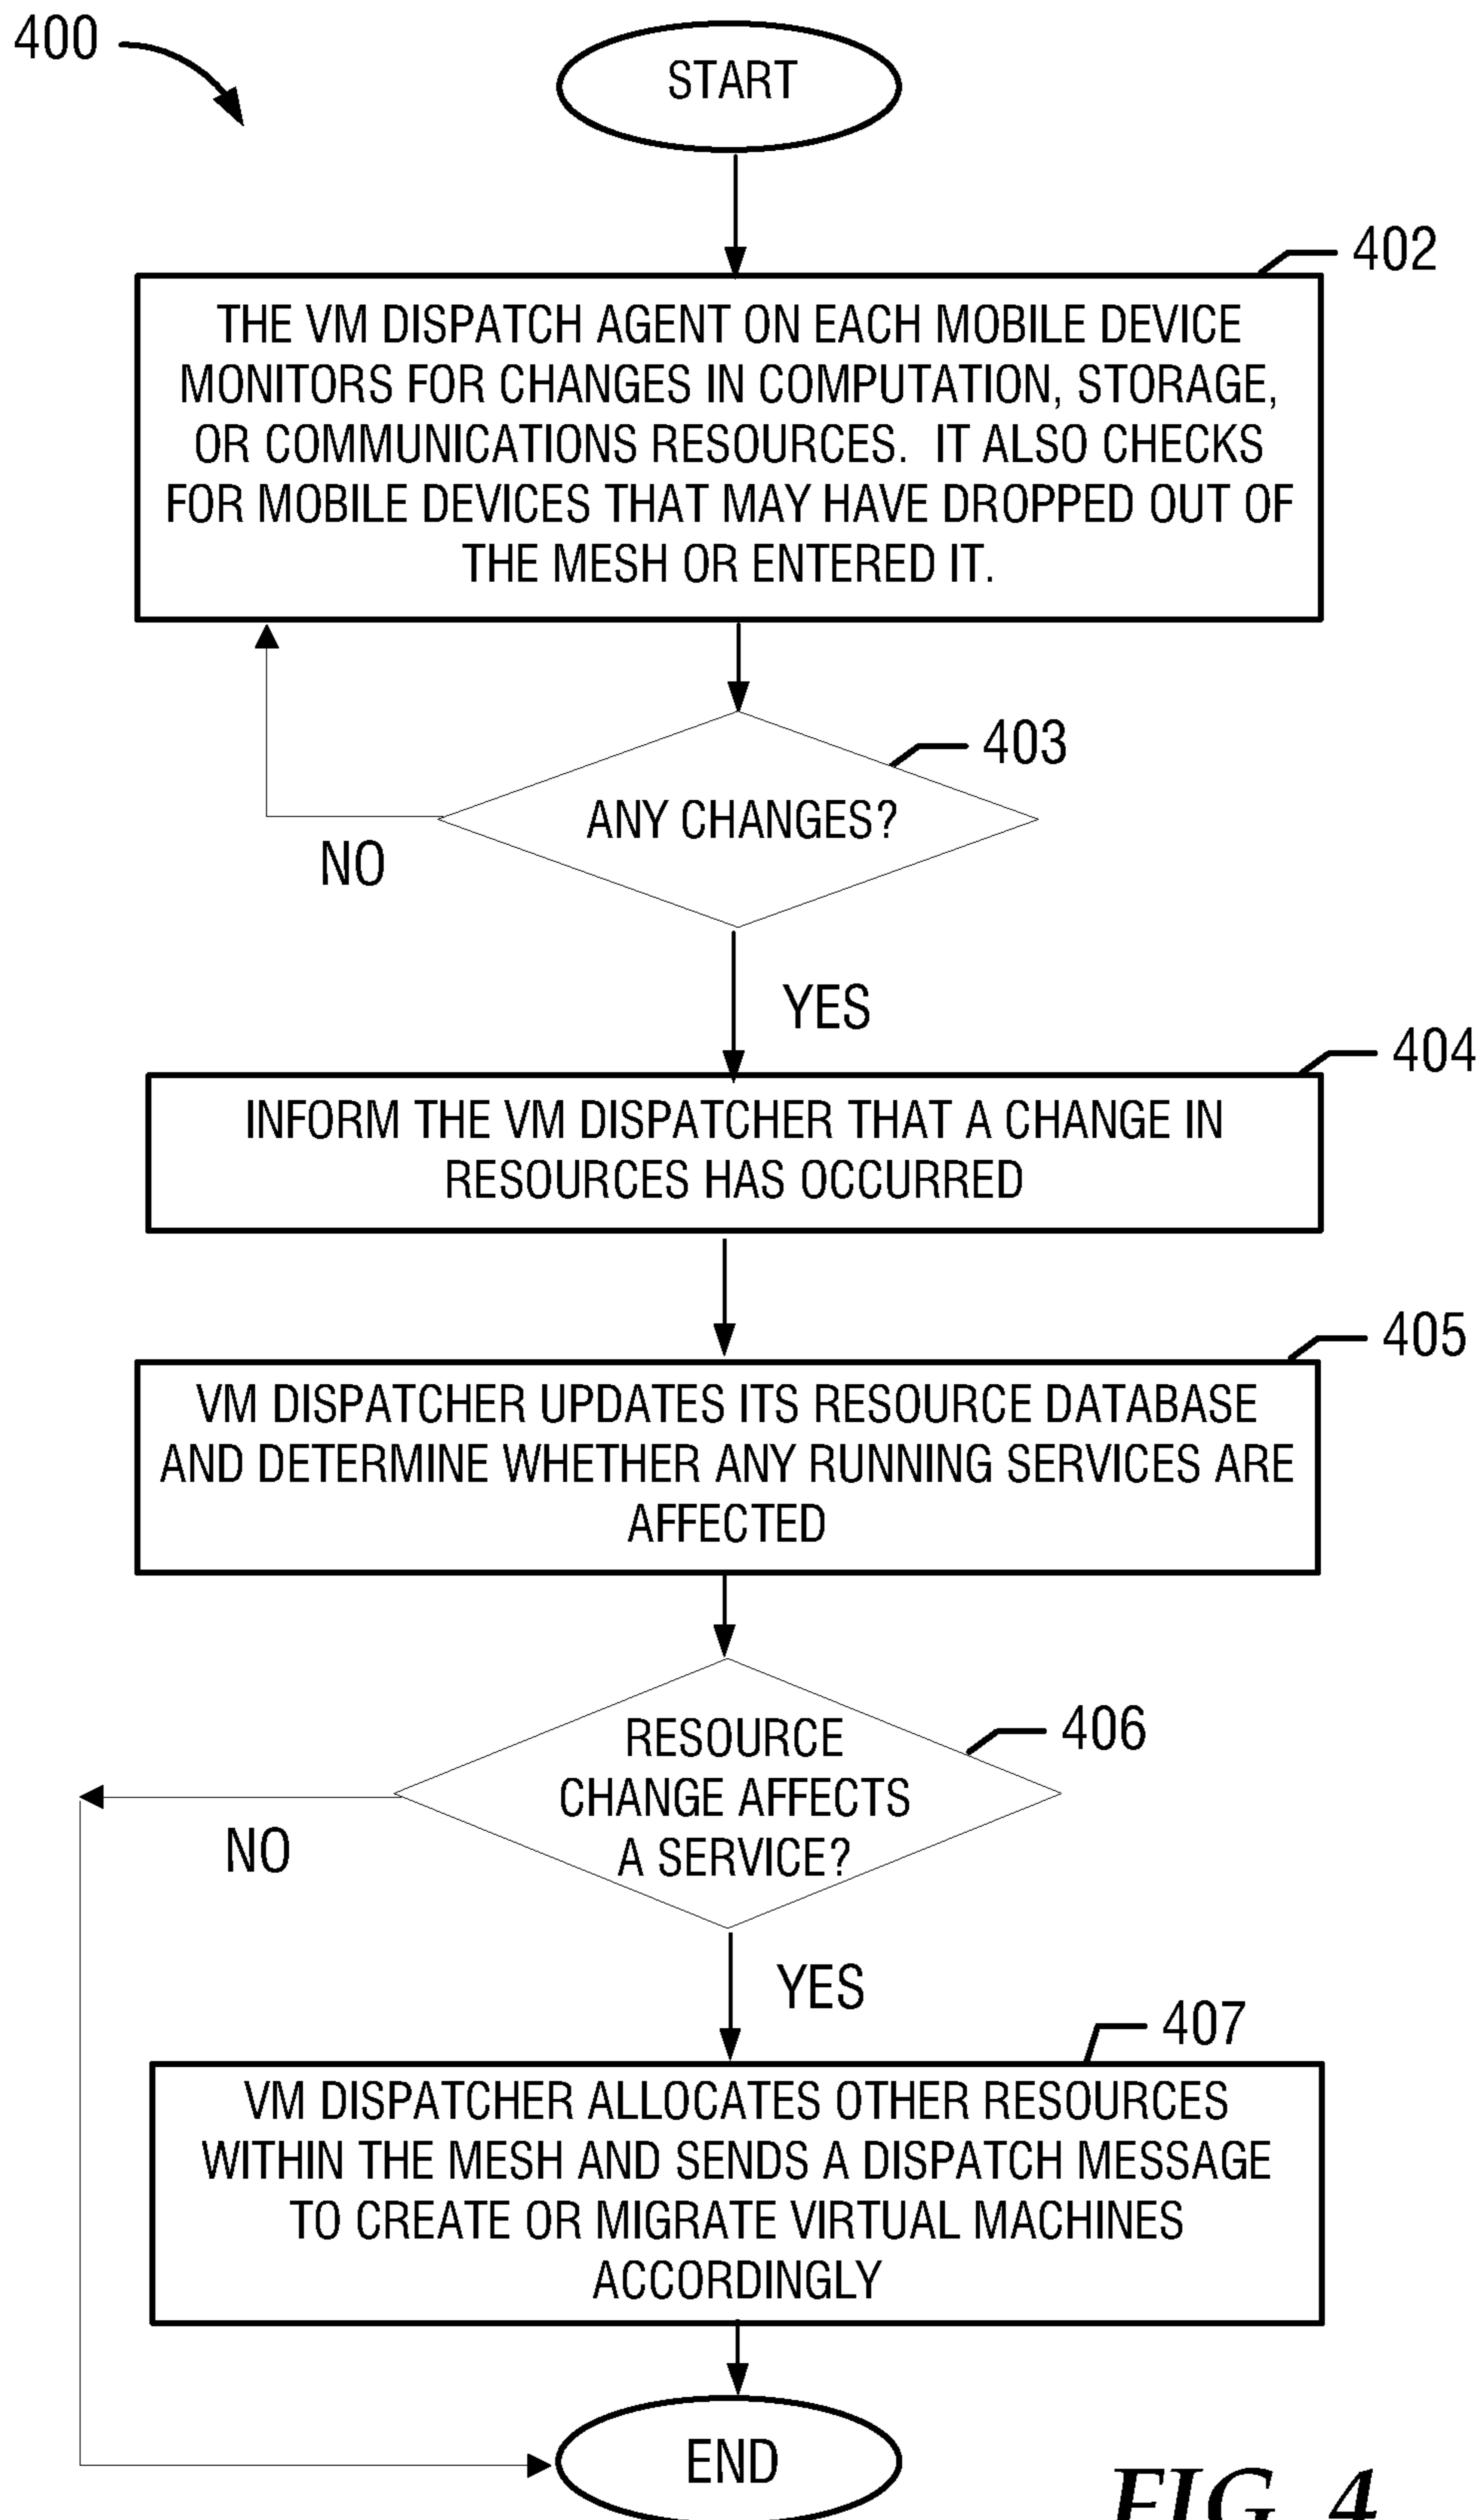 400
START
402
THE VM DISPATCH AGENT ON EACH MOBILE DEVICE
MONITORS FOR CHANGES IN COMPUTATION, STORAGE,
OR COMMUNICATIONS RESOURCES. IT ALSO CHECKS
FOR MOBILE DEVICES THAT MAY HAVE DROPPED OUT OF
THE MESH OR ENTERED IT.
403
ANY CHANGES?
NO
YES
404
INFORM THE VM DISPATCHER THAT A CHANGE IN
RESOURCES HAS OCCURRED
405
VM DISPATCHER UPDATES ITS RESOURCE DATABASE
AND DETERMINE WHETHER ANY RUNNING SERVICES ARE
AFFECTED
406
RESOURCE
CHANGE AFFECTS
A SERVICE?
NO
YES
407
VM DISPATCHER ALLOCATES OTHER RESOURCES
WITHIN THE MESH AND SENDS A DISPATCH MESSAGE
TO CREATE OR MIGRATE VIRTUAL MACHINES
ACCORDINGLY
END
FIG. 4